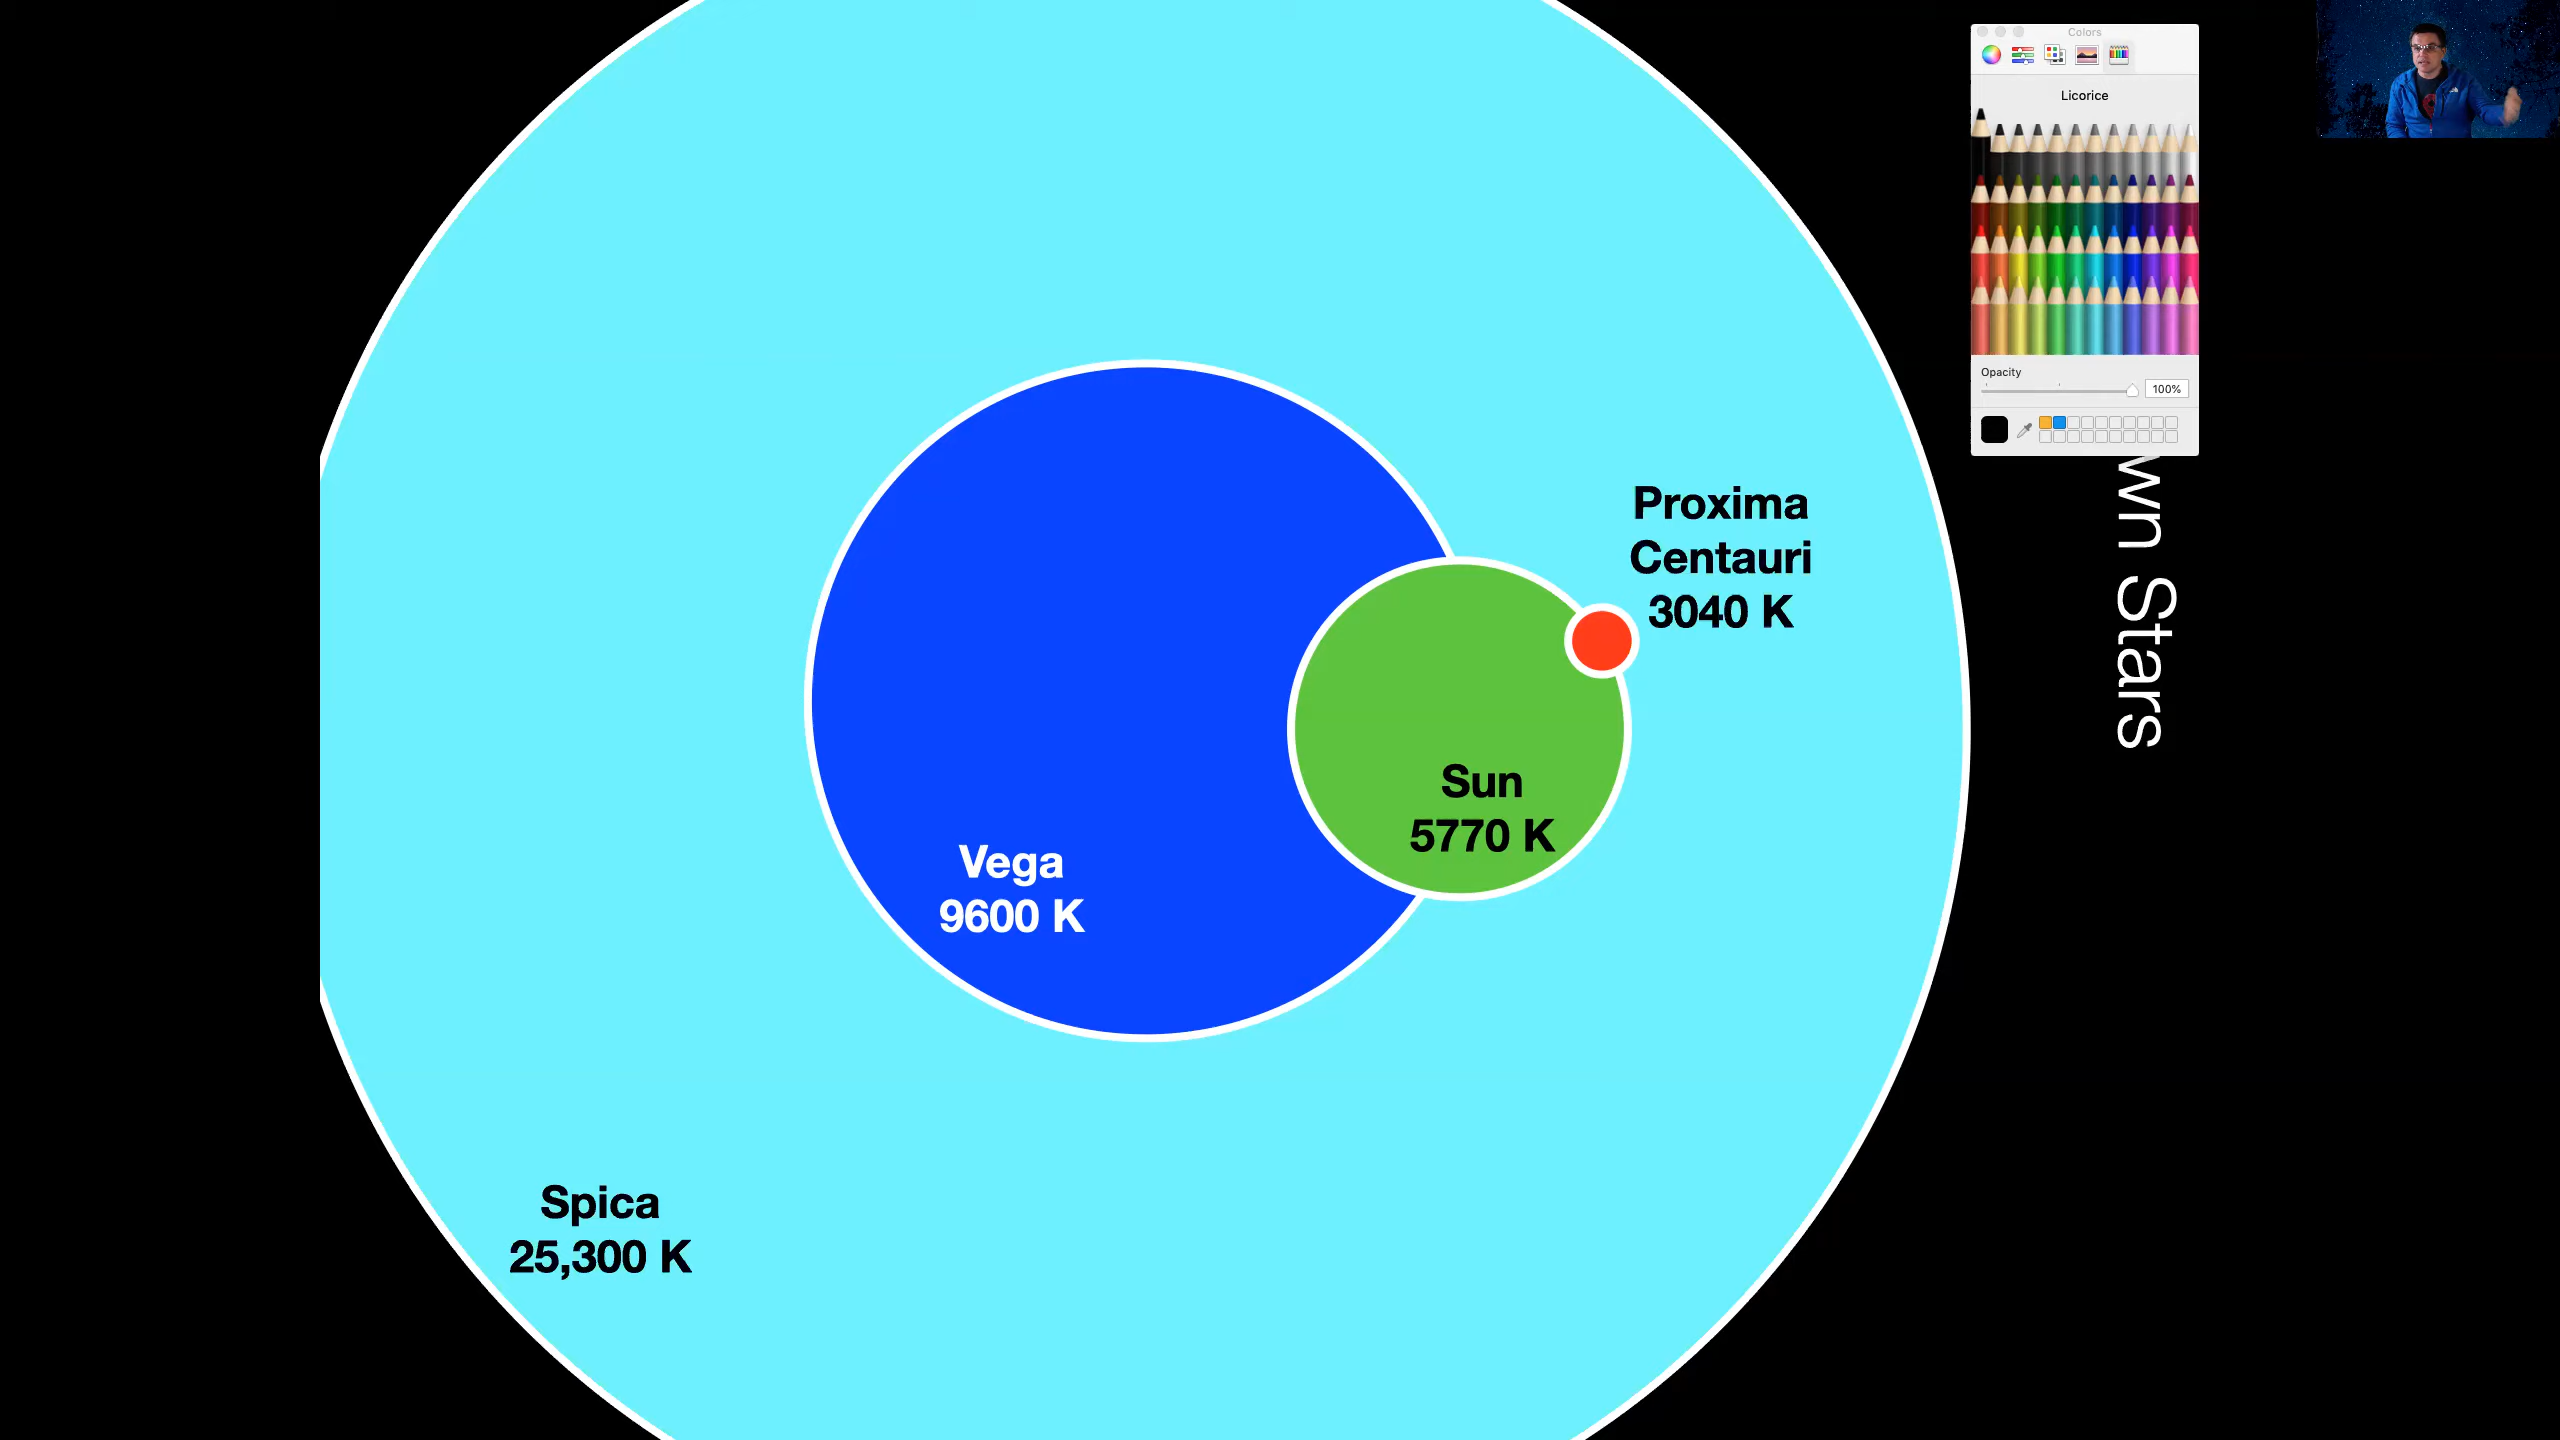 Colors
Licorice
Opacity
100%
wn Stars
Proxima
Centauri
3040 K
Sun
5770 K
Vega
9600 K
Spica
25,300 K